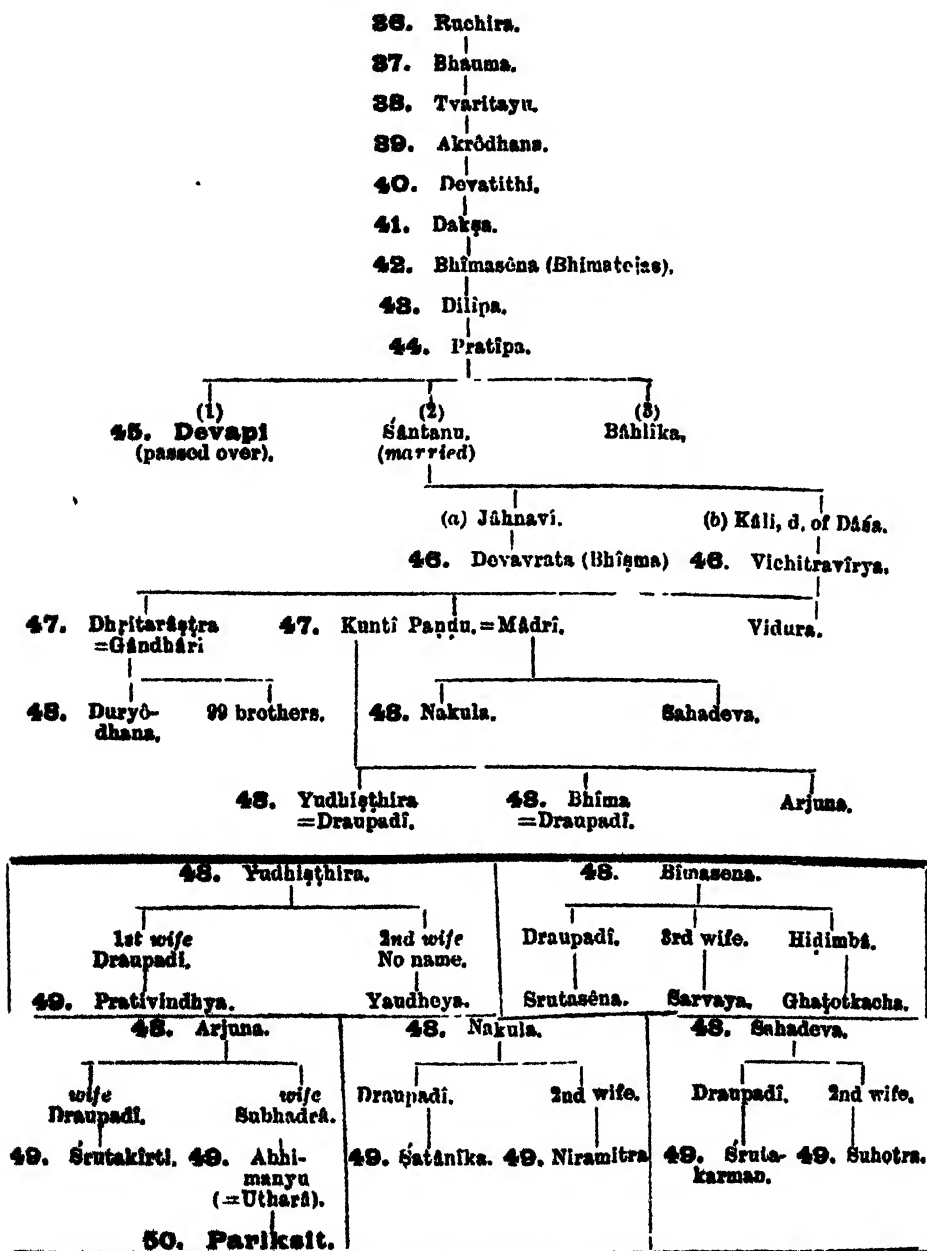 36. Ruchira.
37. Bhauma.
38. Tvaritayu.
39. Akrôdhana.
40. Devatithi.
41. Dakṣa.
42. Bhîmasêna (Bhimatejas).
43. Dilîpa.
44. Pratîpa.
(1) (2) (3)
45. Devapi Śântanu. Bâhlîka.
(passed over). (married)
(a) Jâhnavî. (b) Kâli, d. of Dâśa.
46. Devavrata (Bhîṣma) 46. Vichitravîrya.
47. Dhṛitarâṣṭra 47. Kuntî Paṇḍu.=Mâdrî. Vidura.
=Gândhâri
48. Duryô- 99 brothers. 48. Nakula. Sahadeva.
dhana.
48. Yudhiṣṭhira 48. Bhîma Arjuna.
=Draupadî. =Draupadî.
48. Yudhiṣṭhira. 48. Bîmasena.
1st wife 2nd wife Draupadî. 3rd wife. Hiḍimbâ.
Draupadi. No name.
49. Prativindhya. Yaudheya. Srutasêna. Sarvaya. Ghaṭotkacha.
48. Arjuna. 48. Nakula. 48. Sahadeva.
wife wife Draupadî. 2nd wife. Draupadî. 2nd wife.
Draupadî. Subhadrâ.
49. Śrutakîrti. 49. Abhi- 49. Śatânîka. 49. Niramitra 49. Śruta- 49. Suhotra.
manyu karman.
(=Utharâ).
50. Parikṣit.